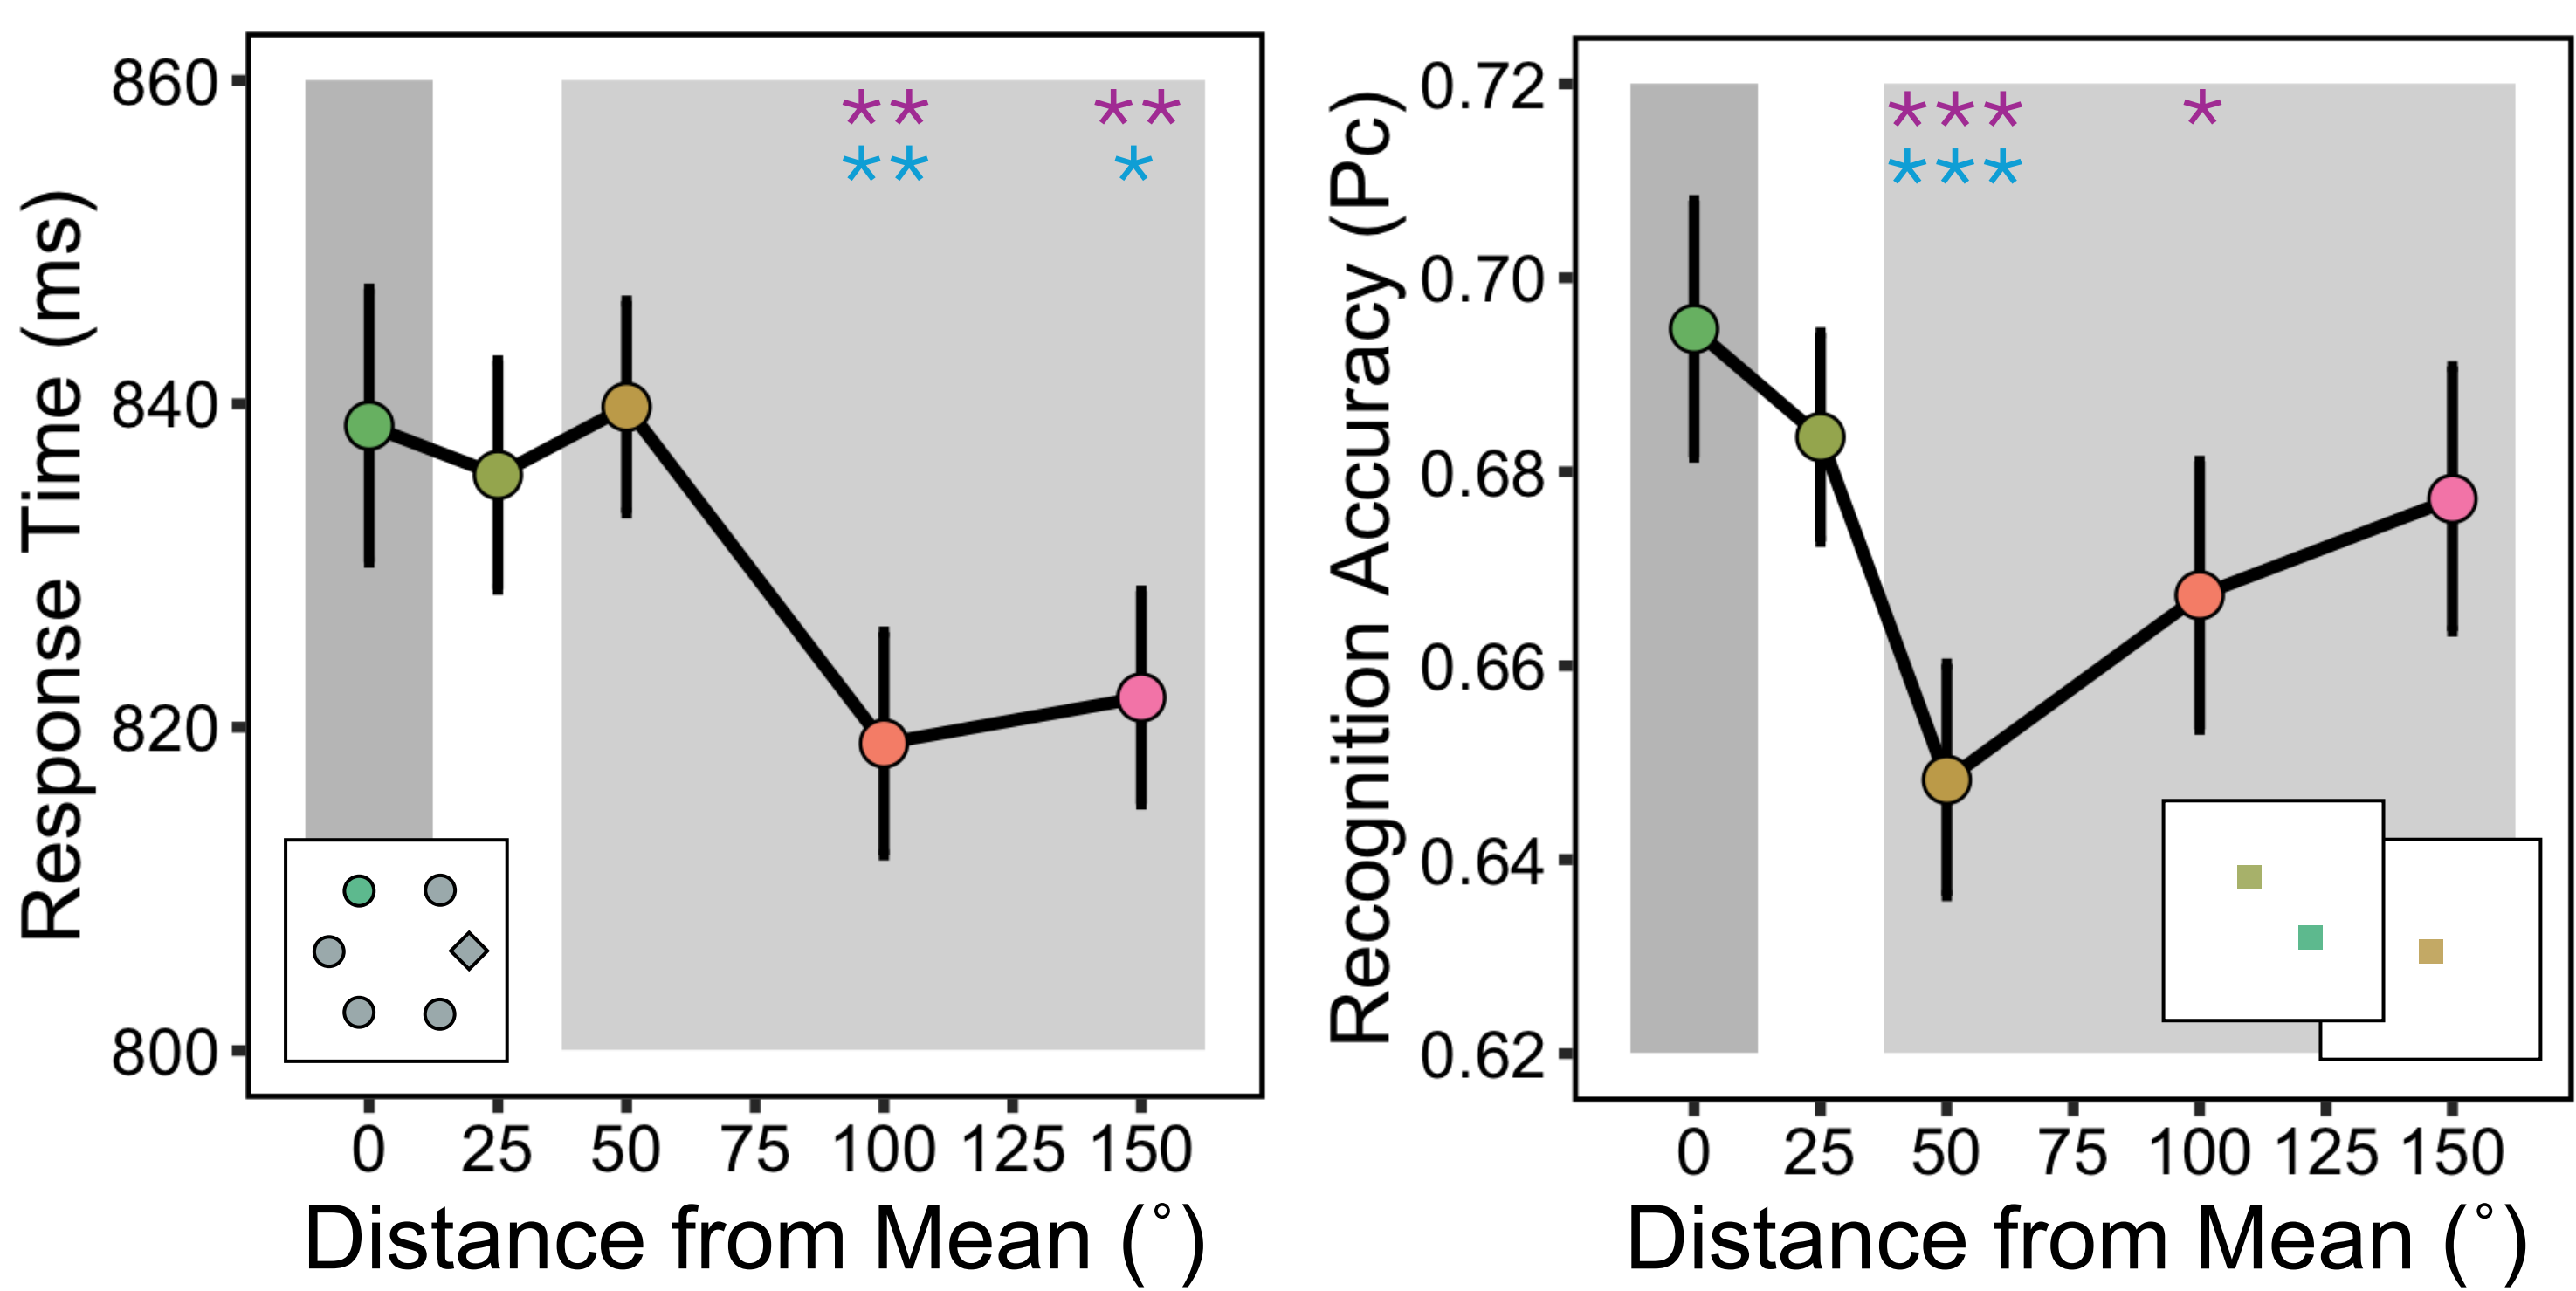 Response Time (ms)
860
840
820
800
** **
** *
0 25 50 75 100 125 150
Distance from Mean (°)
Recognition Accuracy (Pc)
0.72
0.70
0.68
0.66
0.64
0.62
*** *
***
0 25 50 75 100 125 150
Distance from Mean (°)